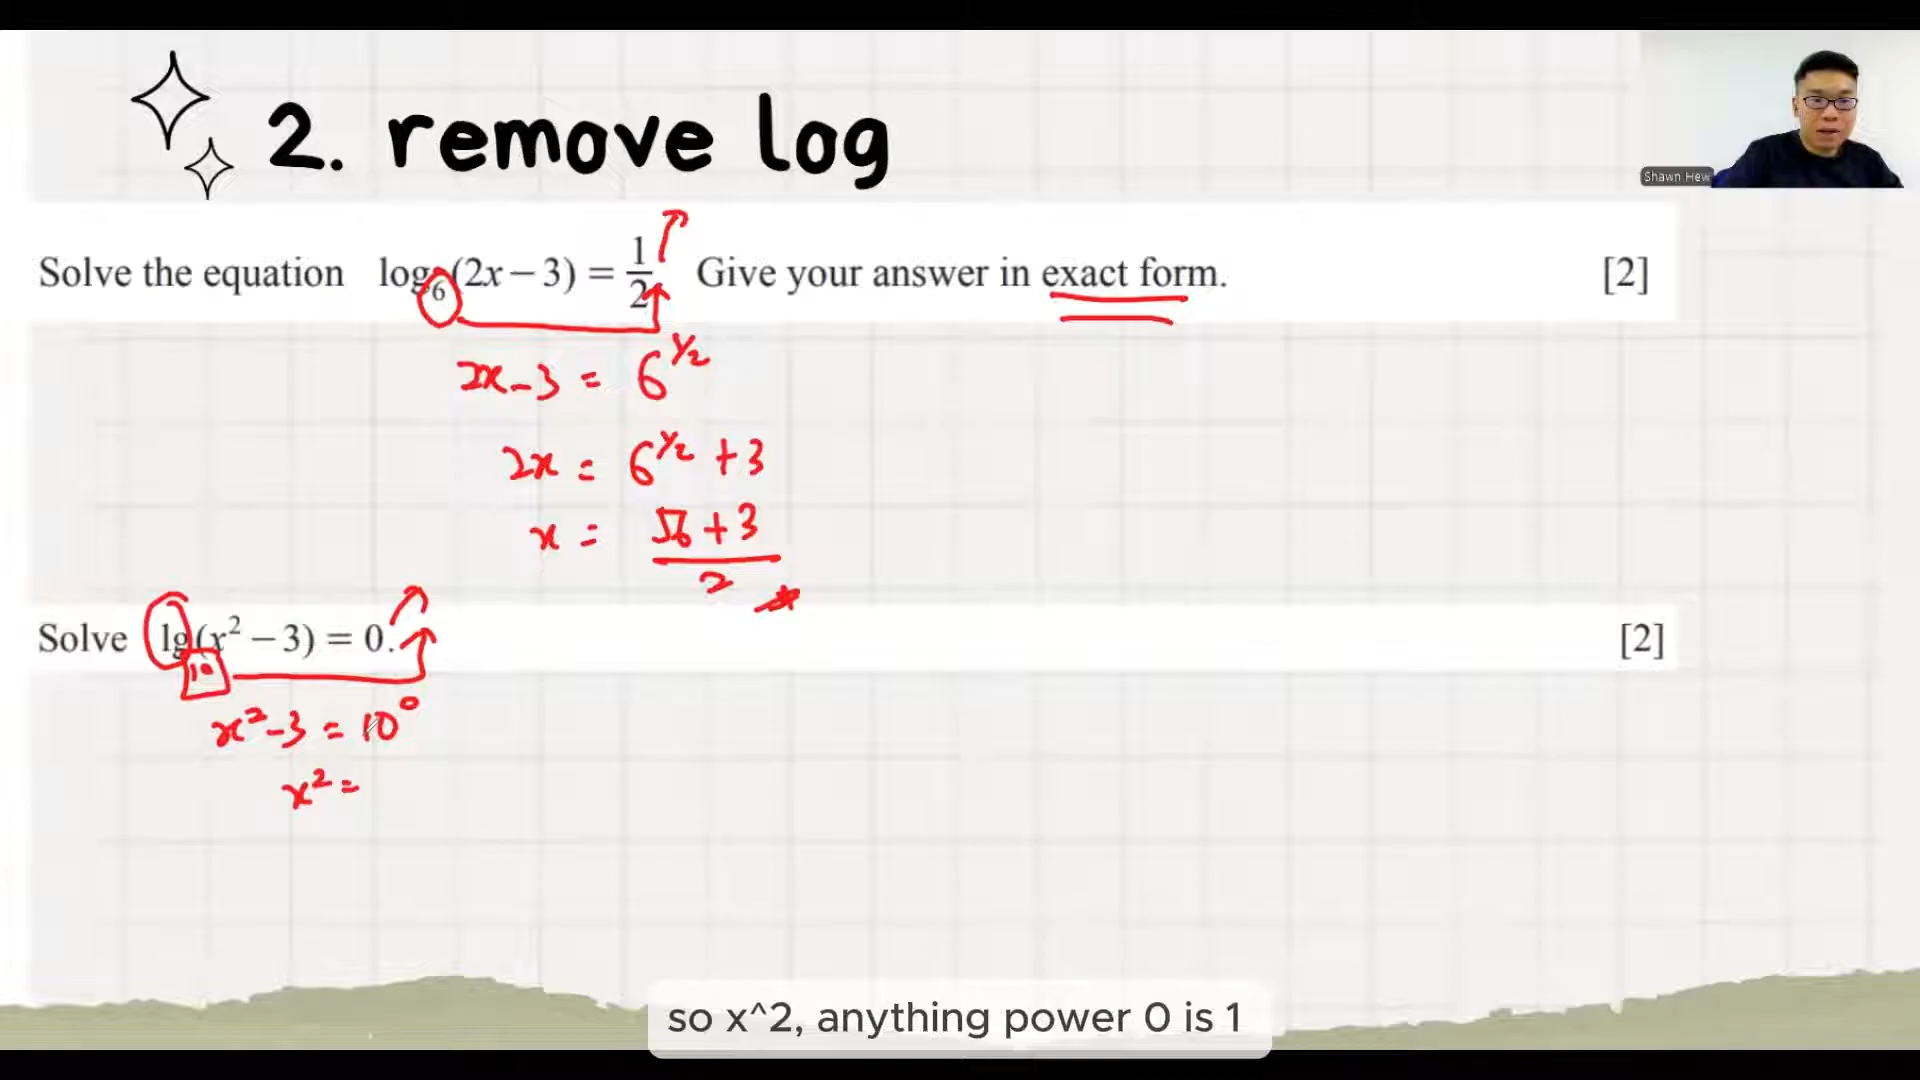 2. remove log
Shawn Hew
Solve the equation log₆(2x−3) = 1/2. Give your answer in exact form. [2]
2x-3 = 6^1/2
2x = 6^1/2 + 3
x = √6 + 3
2
Solve lg(x² − 3) = 0. [2]
10
x²-3 = 10⁰
x² =
so x^2, anything power 0 is 1